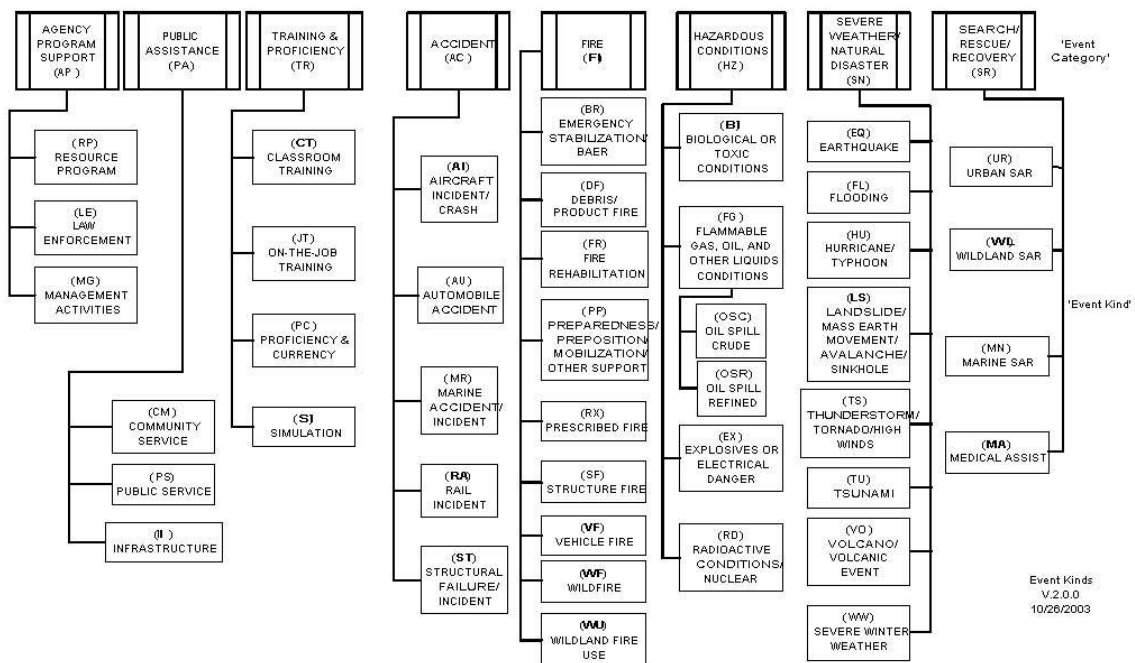 AGENCY
PROGRAM
SUPPORT
(AP)
PUBLIC
ASSISTANCE
(PA)
TRAINING &
PROFICIENCY
(TR)
ACCIDENT
(AC)
FIRE
(FI)
HAZARDOUS
CONDITIONS
(HZ)
SEVERE
WEATHER/
NATURAL
DISASTER
(SN)
SEARCH/
RESCUE/
RECOVERY
(SR)
'Event
Category'
(RP)
RESOURCE
PROGRAM
(LE)
LAW
ENFORCEMENT
(MG)
MANAGEMENT
ACTIVITIES
(CM)
COMMUNITY
SERVICE
(PS)
PUBLIC SERVICE
(II)
INFRASTRUCTURE
(CT)
CLASSROOM
TRAINING
(JT)
ON-THE-JOB
TRAINING
(PC)
PROFICIENCY &
CURRENCY
(SI)
SIMULATION
(AI)
AIRCRAFT
INCIDENT/
CRASH
(AU)
AUTOMOBILE
ACCIDENT
(MR)
MARINE
ACCIDENT/
INCIDENT
(RA)
RAIL
INCIDENT
(ST)
STRUCTURAL
FAILURE/
INCIDENT
(BR)
EMERGENCY
STABILIZATION/
BAER
(DF)
DEBRIS/
PRODUCT FIRE
(FR)
FIRE
REHABILITATION
(PP)
PREPAREDNESS/
PREPOSITION/
MOBILIZATION/
OTHER SUPPORT
(RX)
PRESCRIBED FIRE
(SF)
STRUCTURE FIRE
(VF)
VEHICLE FIRE
(WF)
WILDFIRE
(WU)
WILDLAND FIRE
USE
(BI)
BIOLOGICAL OR
TOXIC
CONDITIONS
(FG)
FLAMMABLE
GAS, OIL, AND
OTHER LIQUIDS
CONDITIONS
(OSC)
OIL SPILL
CRUDE
(OSR)
OIL SPILL
REFINED
(EX)
EXPLOSIVES OR
ELECTRICAL
DANGER
(RD)
RADIOACTIVE
CONDITIONS/
NUCLEAR
(EQ)
EARTHQUAKE
(FL)
FLOODING
(HU)
HURRICANE/
TYPHOON
(LS)
LANDSLIDE/
MASS EARTH
MOVEMENT/
AVALANCHE/
SINKHOLE
(TS)
THUNDERSTORM/
TORNADO/HIGH
WINDS
(TU)
TSUNAMI
(VO)
VOLCANO/
VOLCANIC
EVENT
(WW)
SEVERE WINTER
WEATHER
(UR)
URBAN SAR
(WL)
WILDLAND SAR
(MN)
MARINE SAR
(MA)
MEDICAL ASSIST
'Event Kind'
Event Kinds
V.2.0.0
10/26/2003